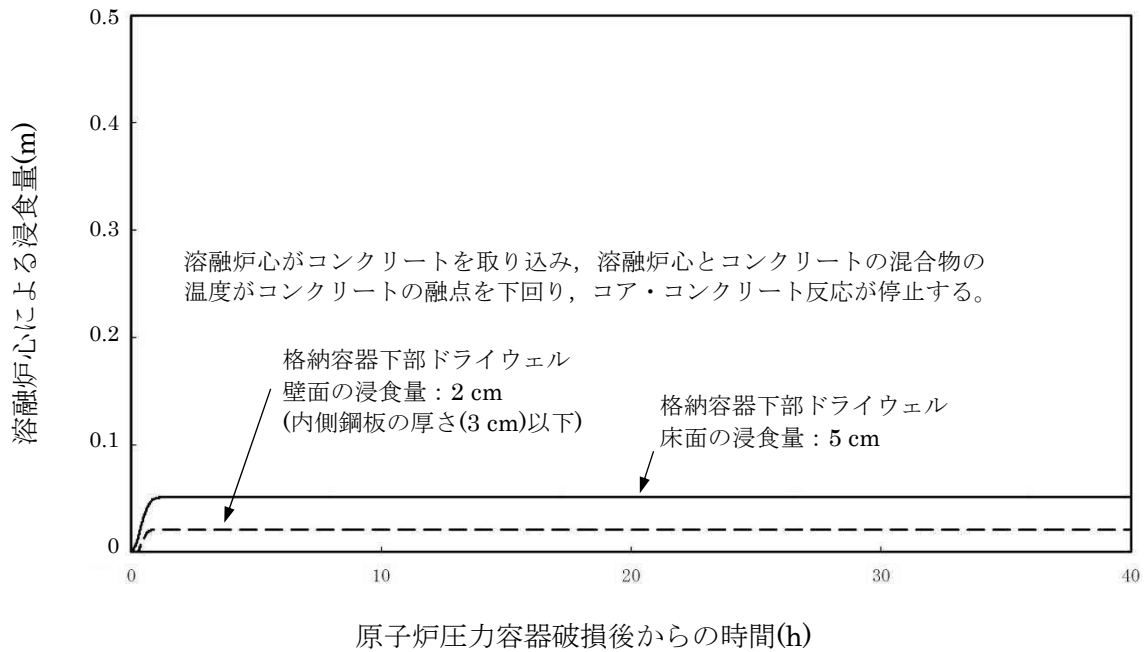 0.5
0.4
0.3
0.2
0.1
0
溶融炉心による浸食量(m)
溶融炉心がコンクリートを取り込み，溶融炉心とコンクリートの混合物の
温度がコンクリートの融点を下回り，コア・コンクリート反応が停止する。
格納容器下部ドライウェル
壁面の浸食量：2 cm
(内側鋼板の厚さ(3 cm)以下)
格納容器下部ドライウェル
床面の浸食量：5 cm
0
10
20
30
40
原子炉圧力容器破損後からの時間(h)